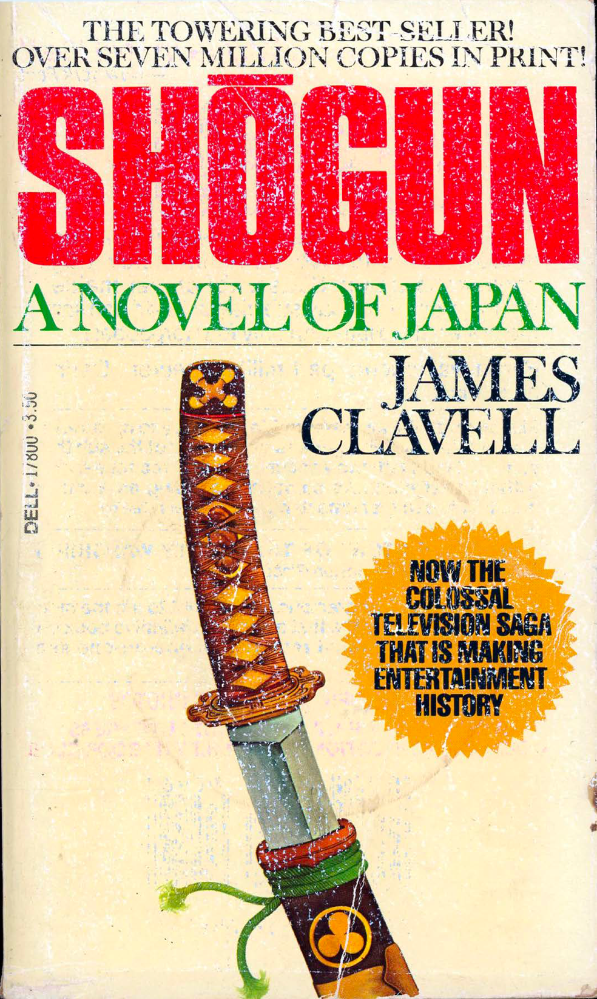 THE TOWERING BEST-SELLER!
OVER SEVEN MILLION COPIES IN PRINT!
SHŌGUN
A NOVEL OF JAPAN
JAMES
CLAVELL
DELL • 17800 • 3.50
NOW THE
COLOSSAL
TELEVISION SAGA
THAT IS MAKING
ENTERTAINMENT
HISTORY